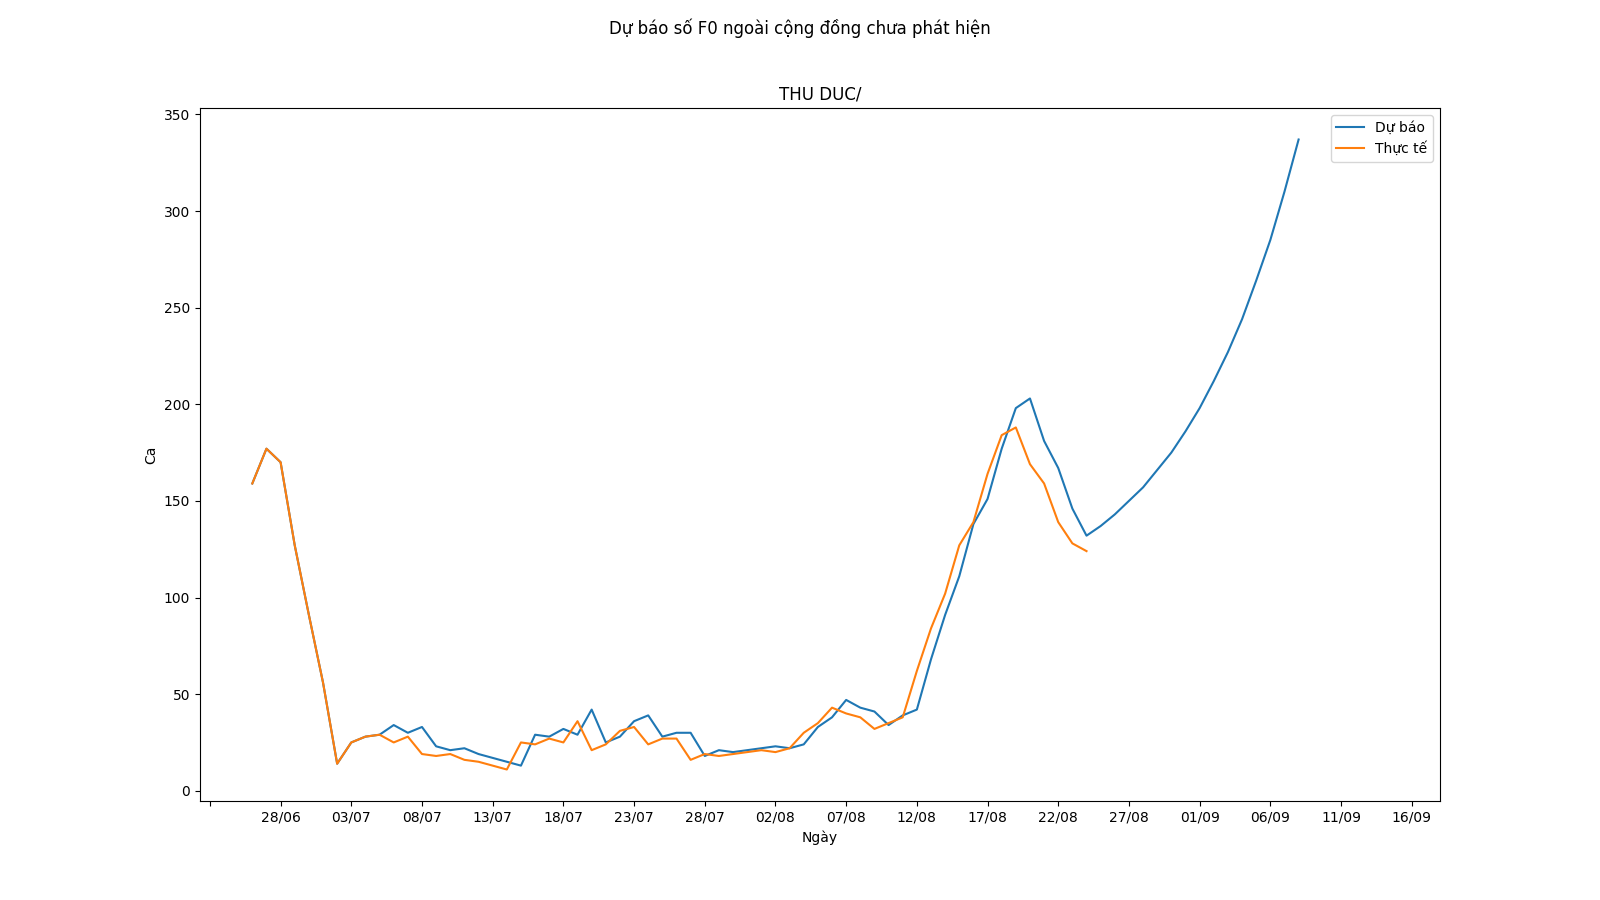 Dự báo số F0 ngoài cộng đồng chưa phát hiện
THU DUC/
Dự báo
Thực tế
350
300
250
200
150
100
50
0
Ca
28/06 03/07 08/07 13/07 18/07 23/07 28/07 02/08 07/08 12/08 17/08 22/08 27/08 01/09 06/09 11/09 16/09
Ngày